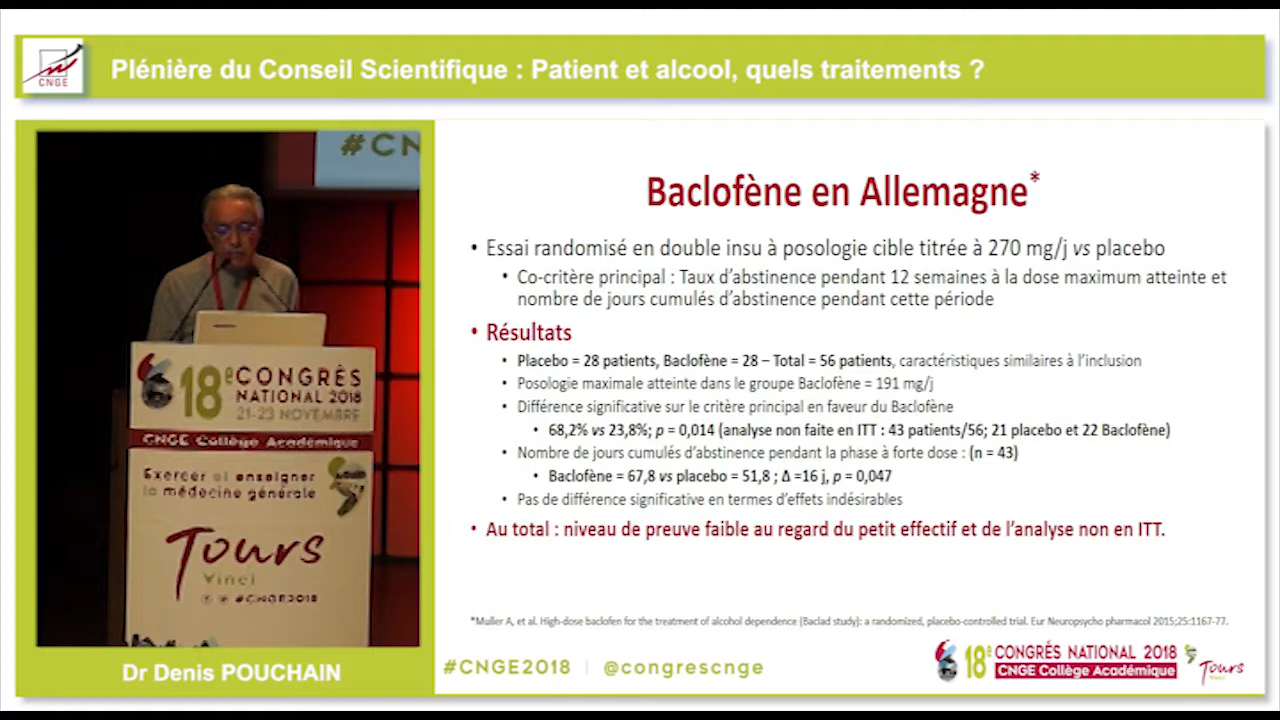 CNGE
Plénière du Conseil Scientifique : Patient et alcool, quels traitements ?
#CN
18e CONGRÈS
NATIONAL 2018
21-23 NOVEMBRE
CNGE Collège Académique
Exercer et enseigner
la médecine générale
Tours
Vinci
#CNGE2018
Dr Denis POUCHAIN
Baclofène en Allemagne*
• Essai randomisé en double insu à posologie cible titrée à 270 mg/j vs placebo
• Co-critère principal : Taux d’abstinence pendant 12 semaines à la dose maximum atteinte et
nombre de jours cumulés d’abstinence pendant cette période
• Résultats
• Placebo = 28 patients, Baclofène = 28 – Total = 56 patients, caractéristiques similaires à l’inclusion
• Posologie maximale atteinte dans le groupe Baclofène = 191 mg/j
• Différence significative sur le critère principal en faveur du Baclofène
• 68,2% vs 23,8%; p = 0,014 (analyse non faite en ITT : 43 patients/56; 21 placebo et 22 Baclofène)
• Nombre de jours cumulés d’abstinence pendant la phase à forte dose : (n = 43)
• Baclofène = 67,8 vs placebo = 51,8 ; Δ =16 j, p = 0,047
• Pas de différence significative en termes d’effets indésirables
• Au total : niveau de preuve faible au regard du petit effectif et de l’analyse non en ITT.
*Muller A, et al. High-dose baclofen for the treatment of alcohol dependence (Baclad study): a randomized, placebo-controlled trial. Eur Neuropsycho pharmacol 2015;25:1167-77.
#CNGE2018 | @congrescnge
18e CONGRÈS NATIONAL 2018
CNGE Collège Académique
Tours
Vinci